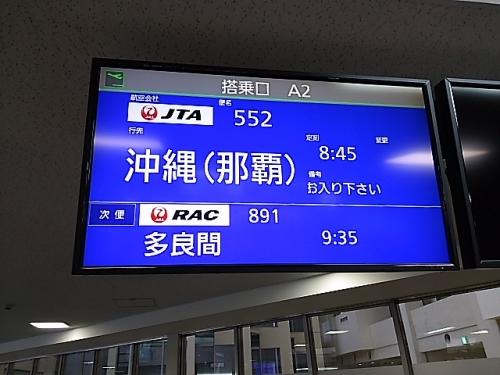 搭乗口 A2
航空会社 便名
JTA 552
行先 定刻 変更
沖縄(那覇) 8:45
備考
お入り下さい
次便 RAC 891
多良間 9:35